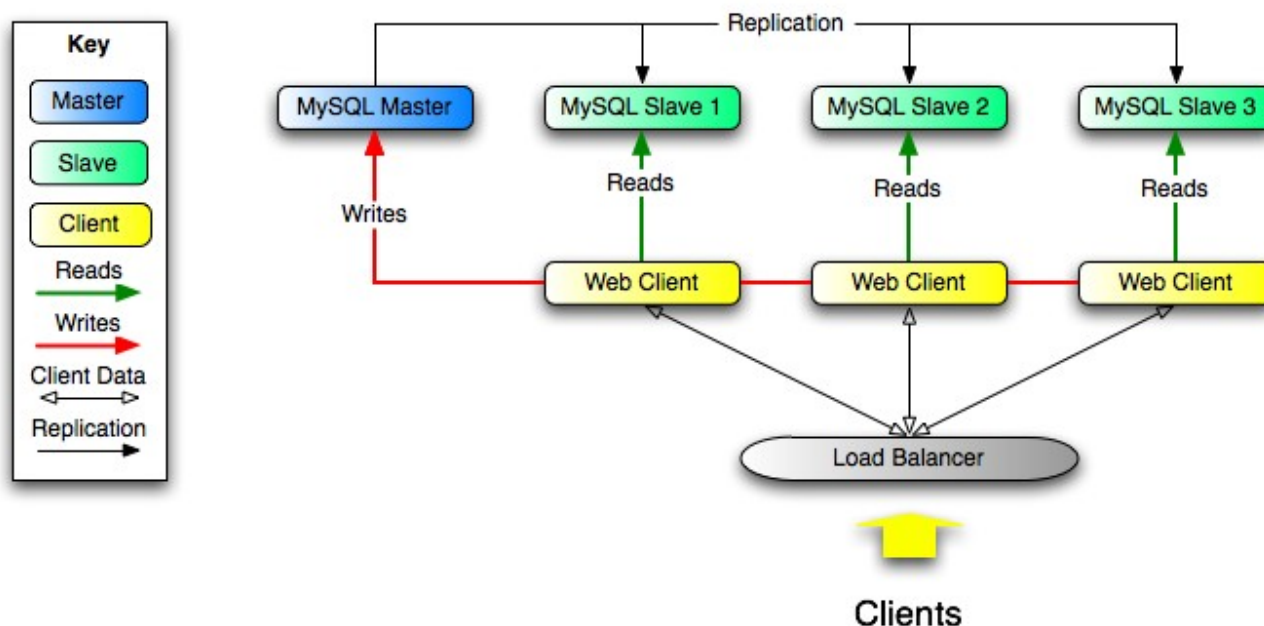 Key
Master
Slave
Client
Reads
Writes
Client Data
Replication
Replication
MySQL Master
MySQL Slave 1
MySQL Slave 2
MySQL Slave 3
Writes
Reads
Reads
Reads
Web Client
Web Client
Web Client
Load Balancer
Clients